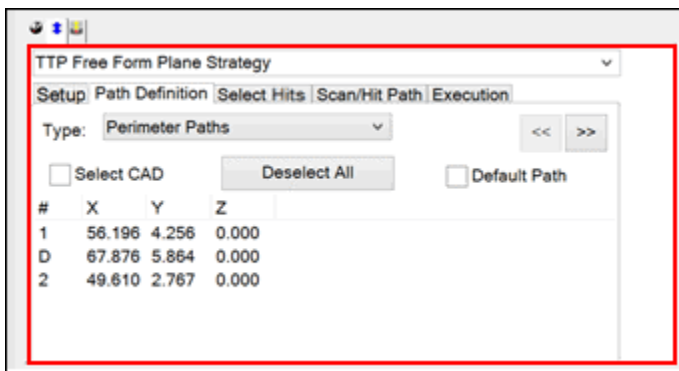 TTP Free Form Plane Strategy
Setup Path Definition Select Hits Scan/Hit Path Execution
Type: Perimeter Paths << >>
Select CAD Deselect All Default Path
# X Y Z
1 56.196 4.256 0.000
D 67.876 5.864 0.000
2 49.610 2.767 0.000